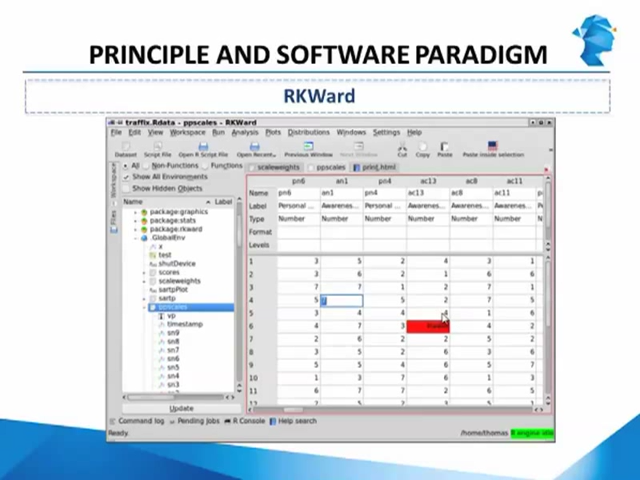 PRINCIPLE AND SOFTWARE PARADIGM
RKWard
traffix.Rdata - ppscales - RKWard
File Edit View Workspace Run Analysis Plots Distributions Windows Settings Help
Dataset Script File Open R Script File Open Recent... Previous Window Next Window Cut Copy Paste Paste inside selection
All Non-Functions Functions
Show All Environments
Show Hidden Objects
Workspace
Files
Name Label
package:graphics
package:stats
package:rkward
.GlobalEnv
x
test
shutDevice
scores
scaleweights
sartpPlot
sartp
ppscales
vp
timestamp
sn9
sn8
sn7
sn6
sn5
sn4
sn3
Update
scaleweights ppscales print.html
pn6 an1 pn4 ac13 ac8 ac11
Name pn6 an1 pn4 ac13 ac8 ac11 p
Label Personal ... Awarenes... Personal ... Awarenes... Awarenes... Awarenes... Pe
Type Number Number Number Number Number Number N
Format
Levels
1 3 5 2 4 3 1
2 3 6 2 1 6 6
3 7 7 1 2 7 1
4 5 5 2 7 5
5 3 4 4 4 1 6
6 4 7 3 4 2
7 2 6 2 2 2 6
8 3 5 2 6 3 6
9 5 5 4 6 5 7
10 1 3 7 6 1 3
11 6 7 2 6 5 7
Command log Pending Jobs R Console Help search
Ready.
/home/thomas R engine idle